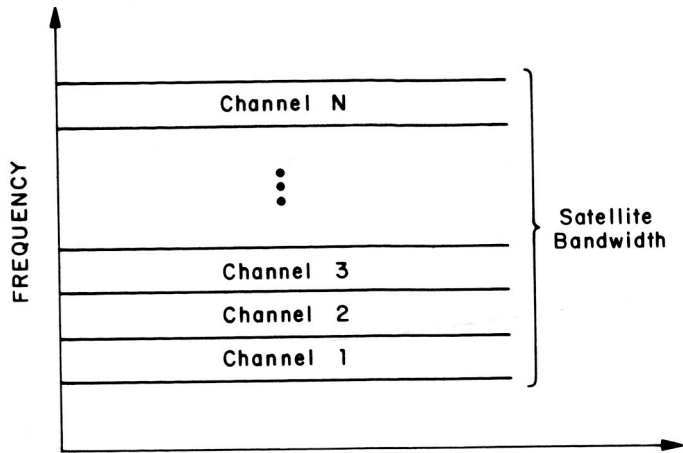 Channel N
FREQUENCY
Satellite
Bandwidth
Channel 3
Channel 2
Channel 1